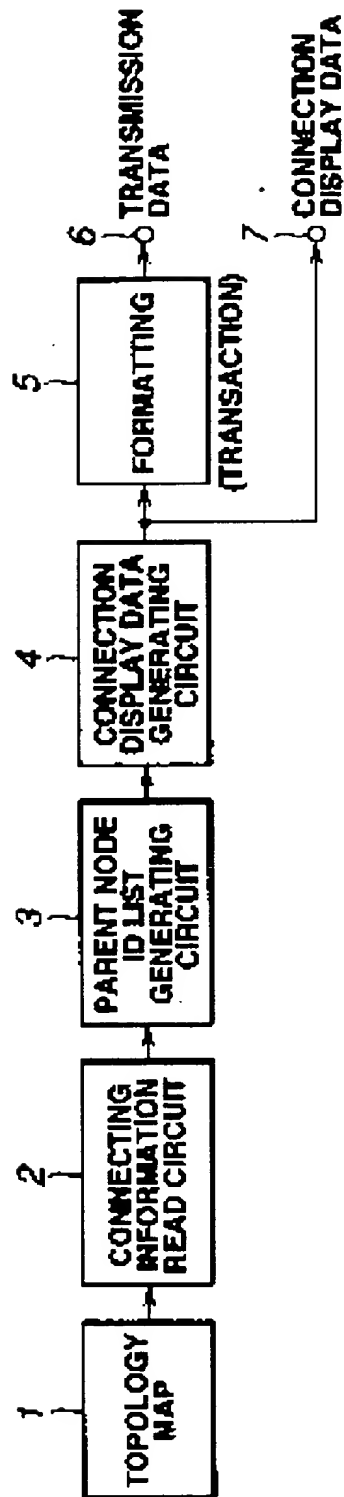 1
TOPOLOGY
MAP
2
CONNECTING
INFORMATION
READ CIRCUIT
3
PARENT NODE
ID LIST
GENERATING
CIRCUIT
4
CONNECTION
DISPLAY DATA
GENERATING
CIRCUIT
5
FORMATTING
(TRANSACTION)
6
TRANSMISSION
DATA
7
CONNECTION
DISPLAY DATA